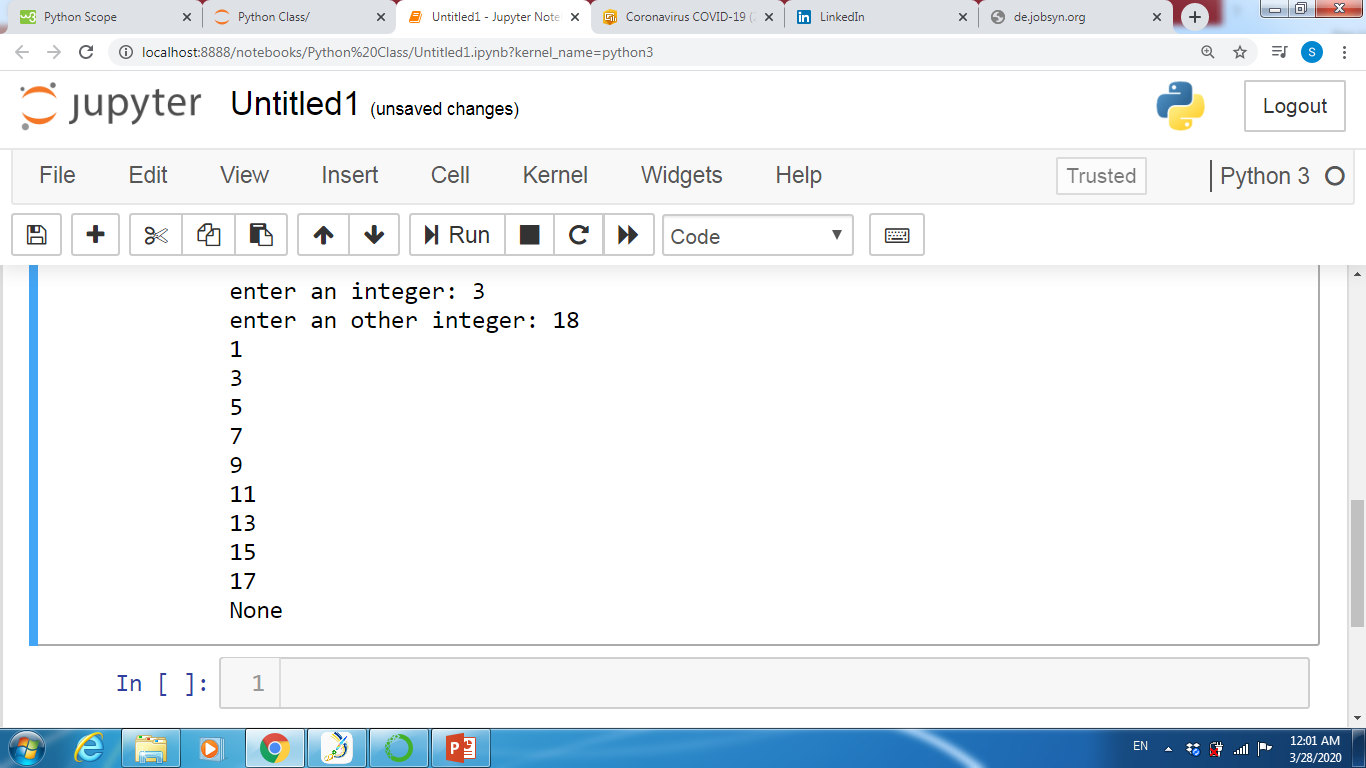 Python Scope
Python Class/
Untitled1 - Jupyter Note
Coronavirus COVID-19 (2
LinkedIn
de.jobsyn.org
localhost:8888/notebooks/Python%20Class/Untitled1.ipynb?kernel_name=python3
S
jupyter Untitled1 (unsaved changes)
Logout
File Edit View Insert Cell Kernel Widgets Help
Trusted
Python 3
Run
Code
enter an integer: 3
enter an other integer: 18
1
3
5
7
9
11
13
15
17
None
In [ ]: 1
EN
12:01 AM
3/28/2020